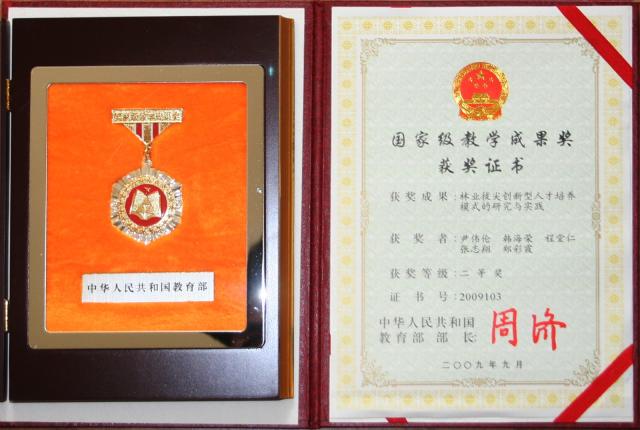 中华人民共和国教育部
国家级教学成果奖
获奖证书
获奖成果：林业拔尖创新型人才培养
模式的研究与实践
获奖者：尹伟伦 韩海荣 程堂仁
张志翔 郑彩霞
获奖等级：二等奖
证书号：2009103
中华人民共和国
教育部部长：周济
二〇〇九年九月